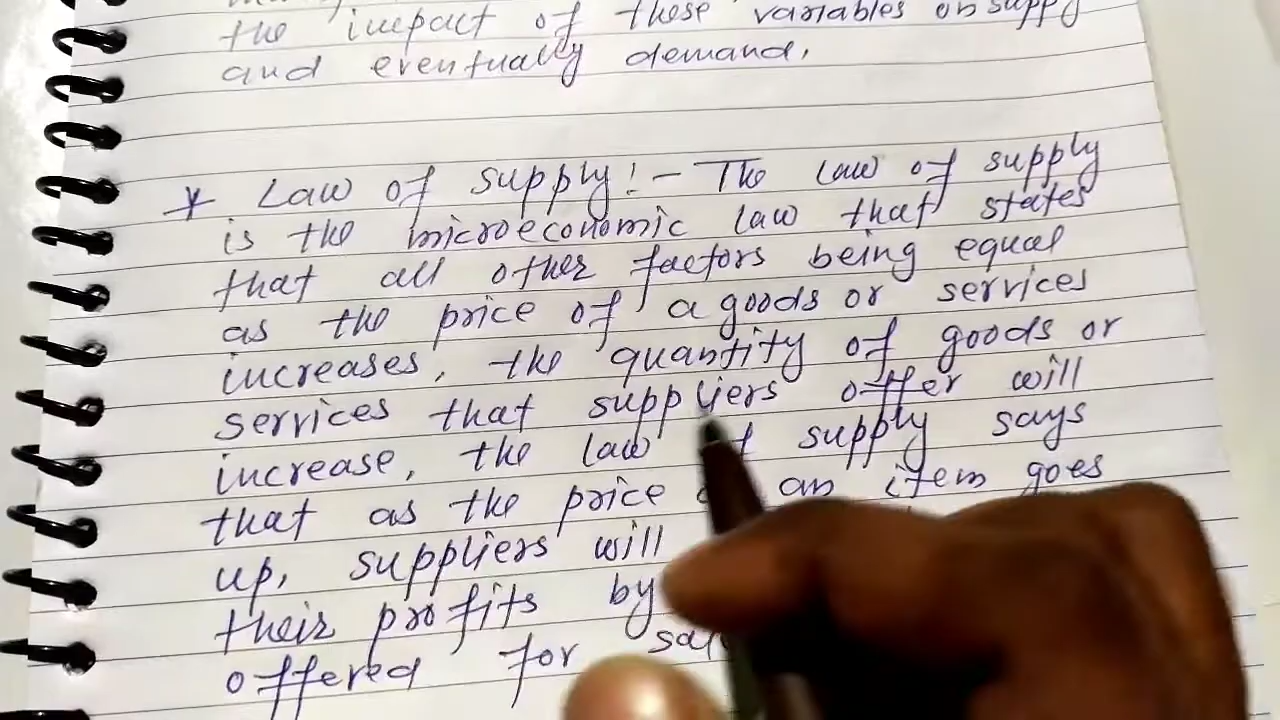 the impact of these variables on supply
and eventually demand.
* Law of supply:- The law of supply
is the microeconomic law that states
that all other factors being equal
as the price of a goods or services
increases, the quantity of goods or
services that suppliers offer will
increase, the law supply says
that as the price an item goes
up, suppliers will
their profits by
offered for